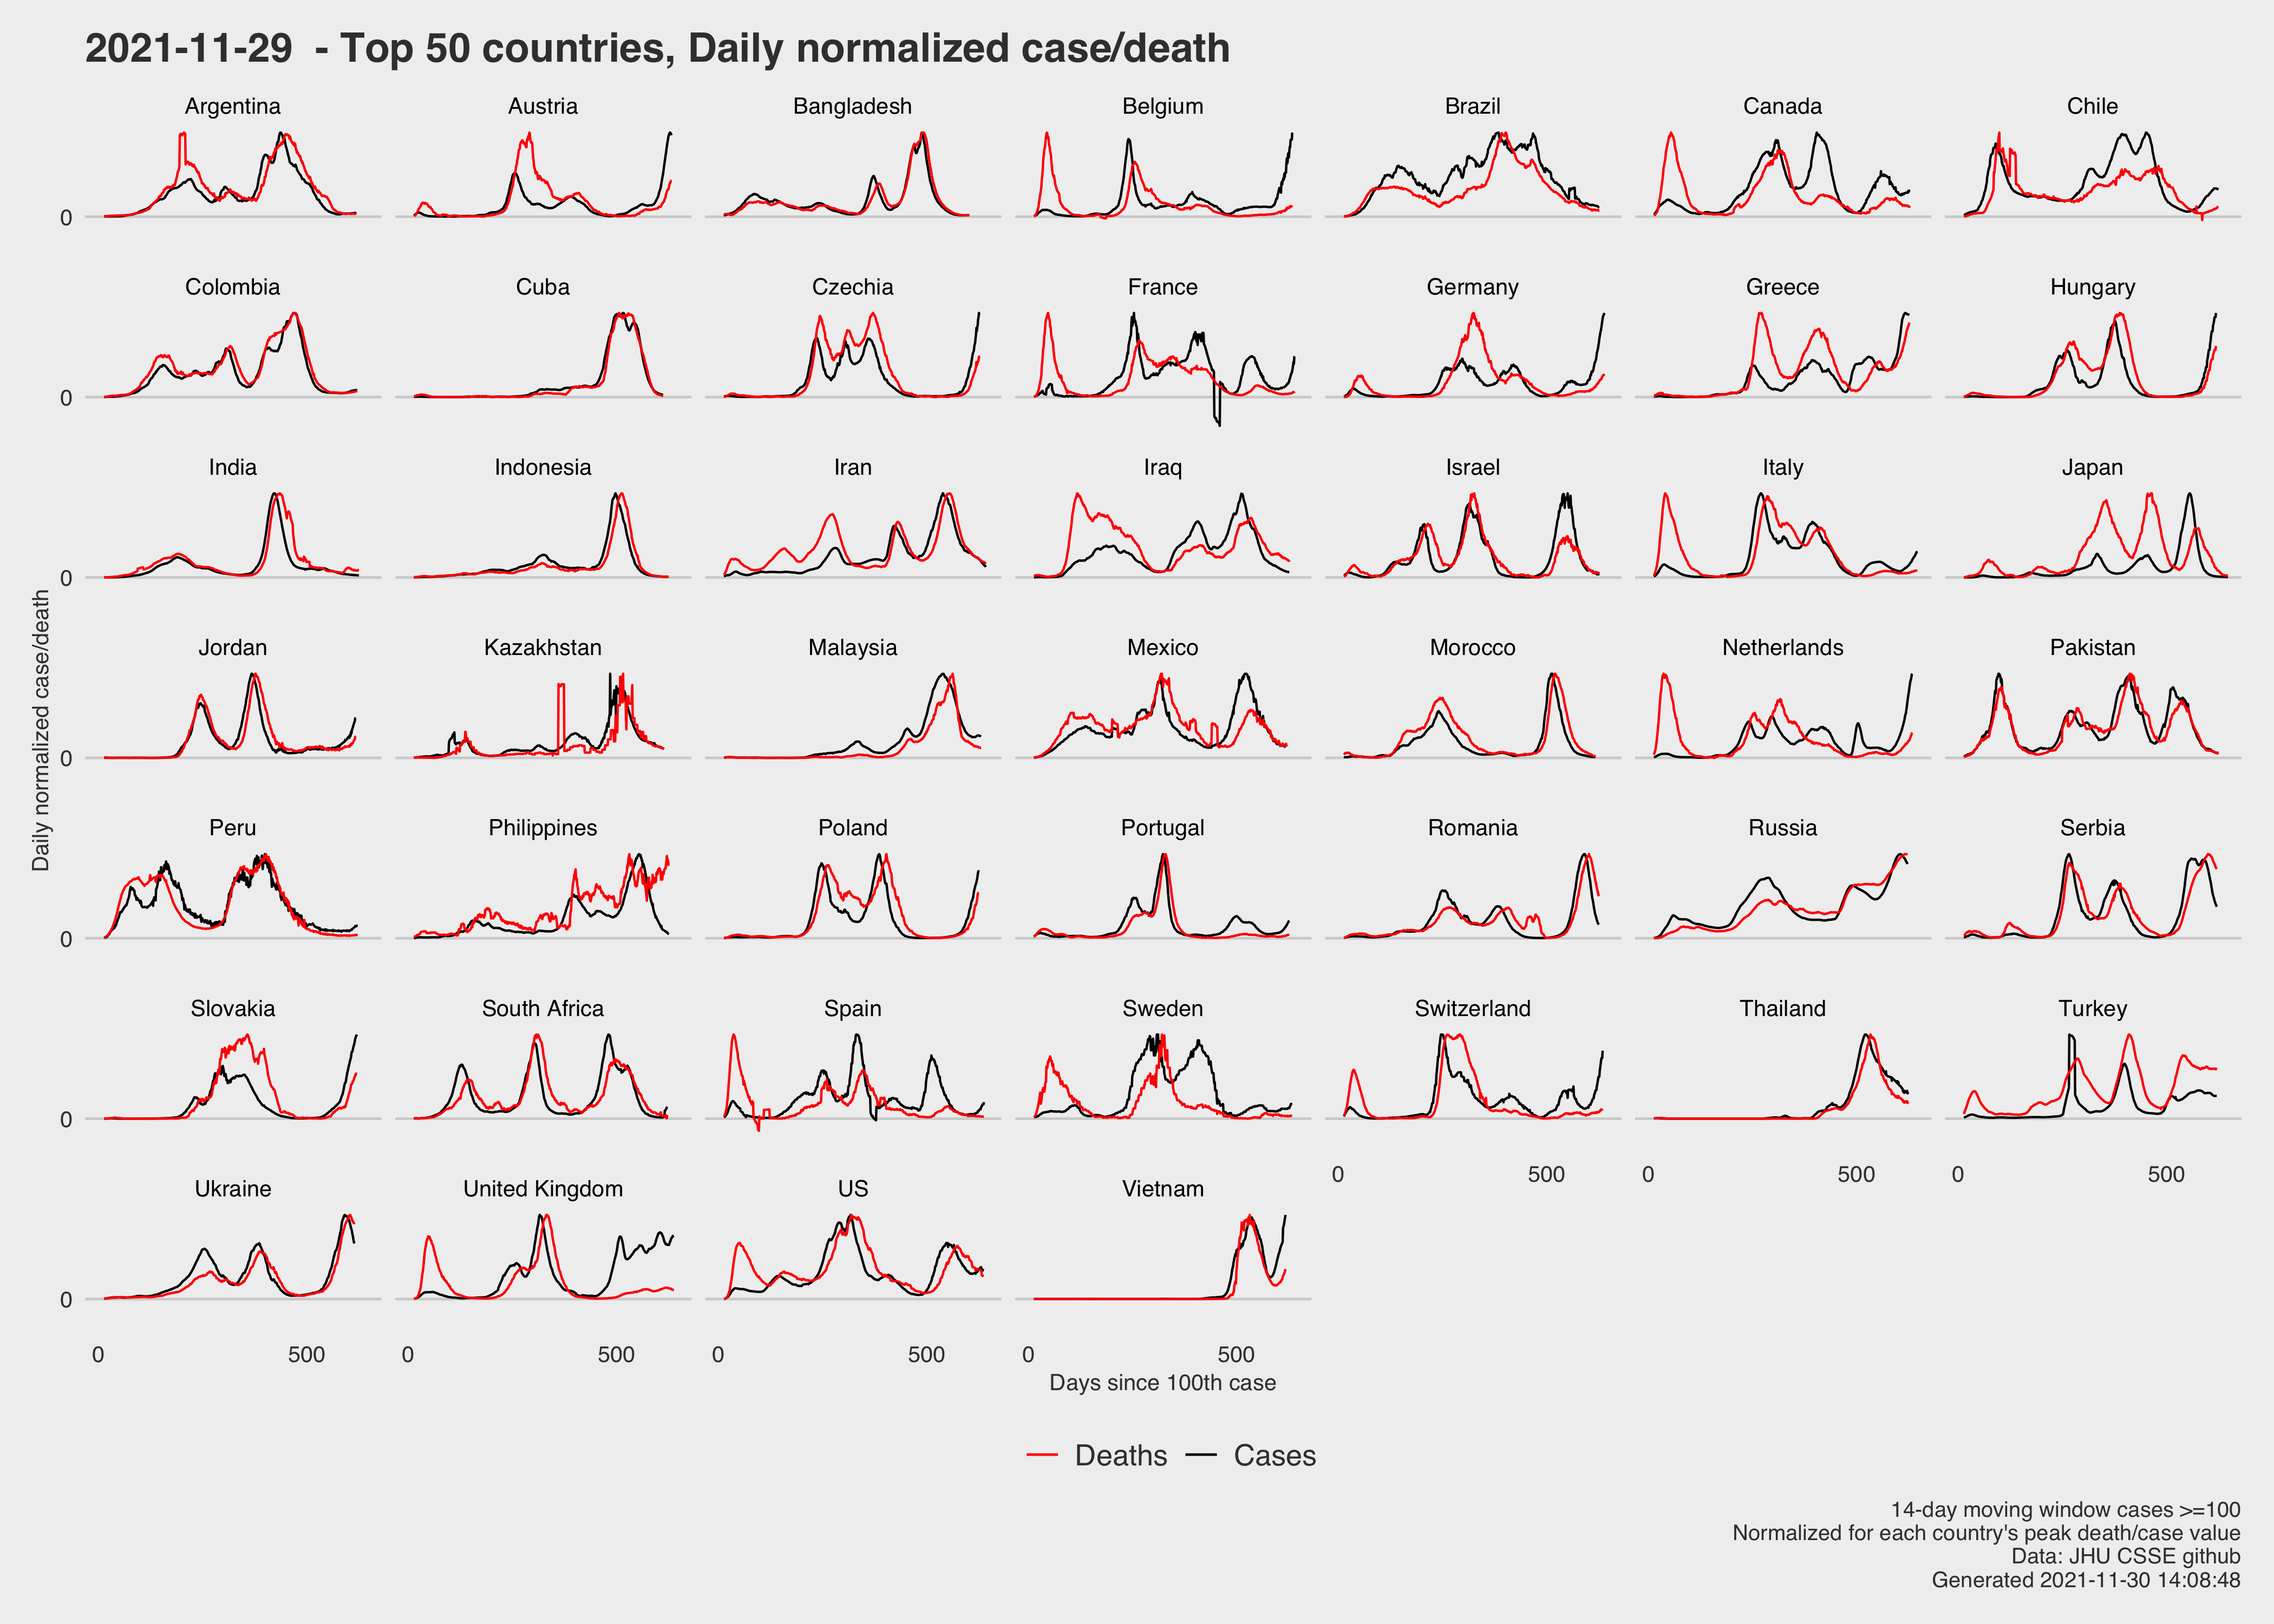 2021-11-29 - Top 50 countries, Daily normalized case/death
Argentina Austria Bangladesh Belgium Brazil Canada Chile
0
Colombia Cuba Czechia France Germany Greece Hungary
0
India Indonesia Iran Iraq Israel Italy Japan
0
Daily normalized case/death
Jordan Kazakhstan Malaysia Mexico Morocco Netherlands Pakistan
0
Peru Philippines Poland Portugal Romania Russia Serbia
0
Slovakia South Africa Spain Sweden Switzerland Thailand Turkey
0
0 500 0 500 0 500
Ukraine United Kingdom US Vietnam
0
0 500 0 500 0 500 0 500
Days since 100th case
Deaths Cases
14-day moving window cases >=100
Normalized for each country's peak death/case value
Data: JHU CSSE github
Generated 2021-11-30 14:08:48